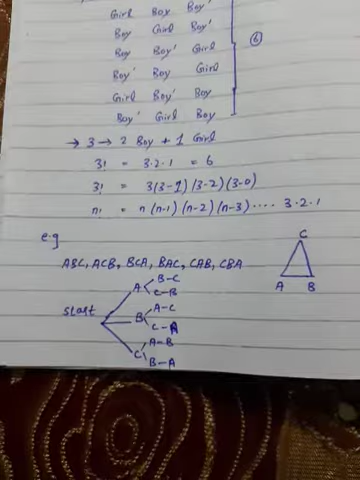 Girl Boy Boy'
Boy Girl Boy'
Boy Boy' Girl
Boy' Boy Girl
Girl Boy' Boy
Boy' Girl Boy
⑥
→ 3 → 2 Boy + 1 Girl
3! = 3·2·1 = 6
3! = 3(3-1)(3-2)(3-0)
n! = n(n-1)(n-2)(n-3)···· 3·2·1
e.g
ABC, ACB, BCA, BAC, CAB, CBA
C
A B
start
A B-C
C-B
B A-C
C-A
C A-B
B-A